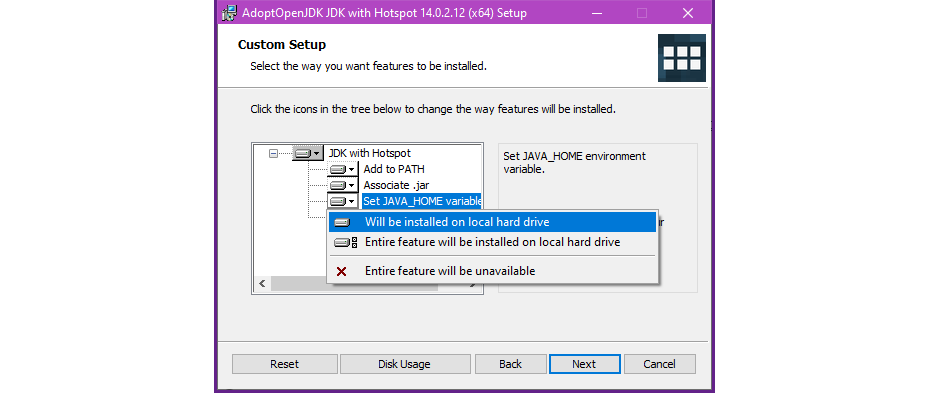 AdoptOpenJDK JDK with Hotspot 14.0.2.12 (x64) Setup
Custom Setup
Select the way you want features to be installed.
Click the icons in the tree below to change the way features will be installed.
JDK with Hotspot
Add to PATH
Associate .jar
Set JAVA_HOME variable
Set JAVA_HOME environment
variable.
Will be installed on local hard drive
Entire feature will be installed on local hard drive
Entire feature will be unavailable
Reset
Disk Usage
Back
Next
Cancel